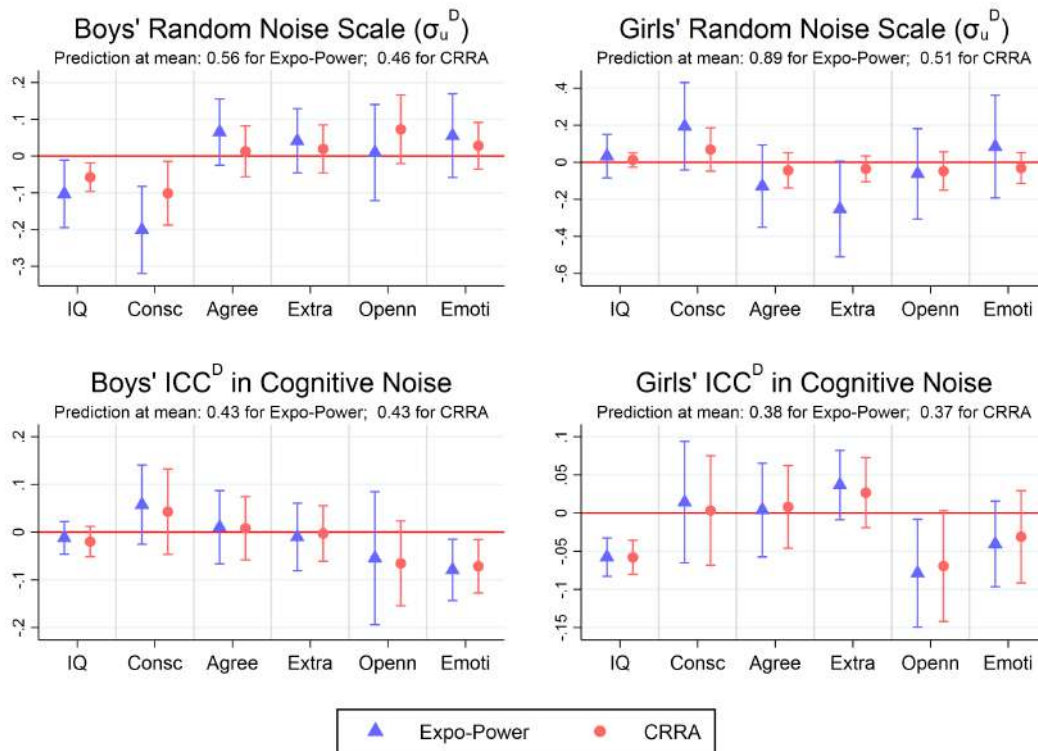 Boys' Random Noise Scale (σᵤᴰ)
Prediction at mean: 0.56 for Expo-Power; 0.46 for CRRA
.2
.1
0
-.1
-.2
-.3
IQ Consc Agree Extra Openn Emoti
Girls' Random Noise Scale (σᵤᴰ)
Prediction at mean: 0.89 for Expo-Power; 0.51 for CRRA
.4
.2
0
-.2
-.4
-.6
IQ Consc Agree Extra Openn Emoti
Boys' ICCᴰ in Cognitive Noise
Prediction at mean: 0.43 for Expo-Power; 0.43 for CRRA
.2
.1
0
-.1
-.2
IQ Consc Agree Extra Openn Emoti
Girls' ICCᴰ in Cognitive Noise
Prediction at mean: 0.38 for Expo-Power; 0.37 for CRRA
.1
.05
0
-.05
-.1
-.15
IQ Consc Agree Extra Openn Emoti
Expo-Power CRRA